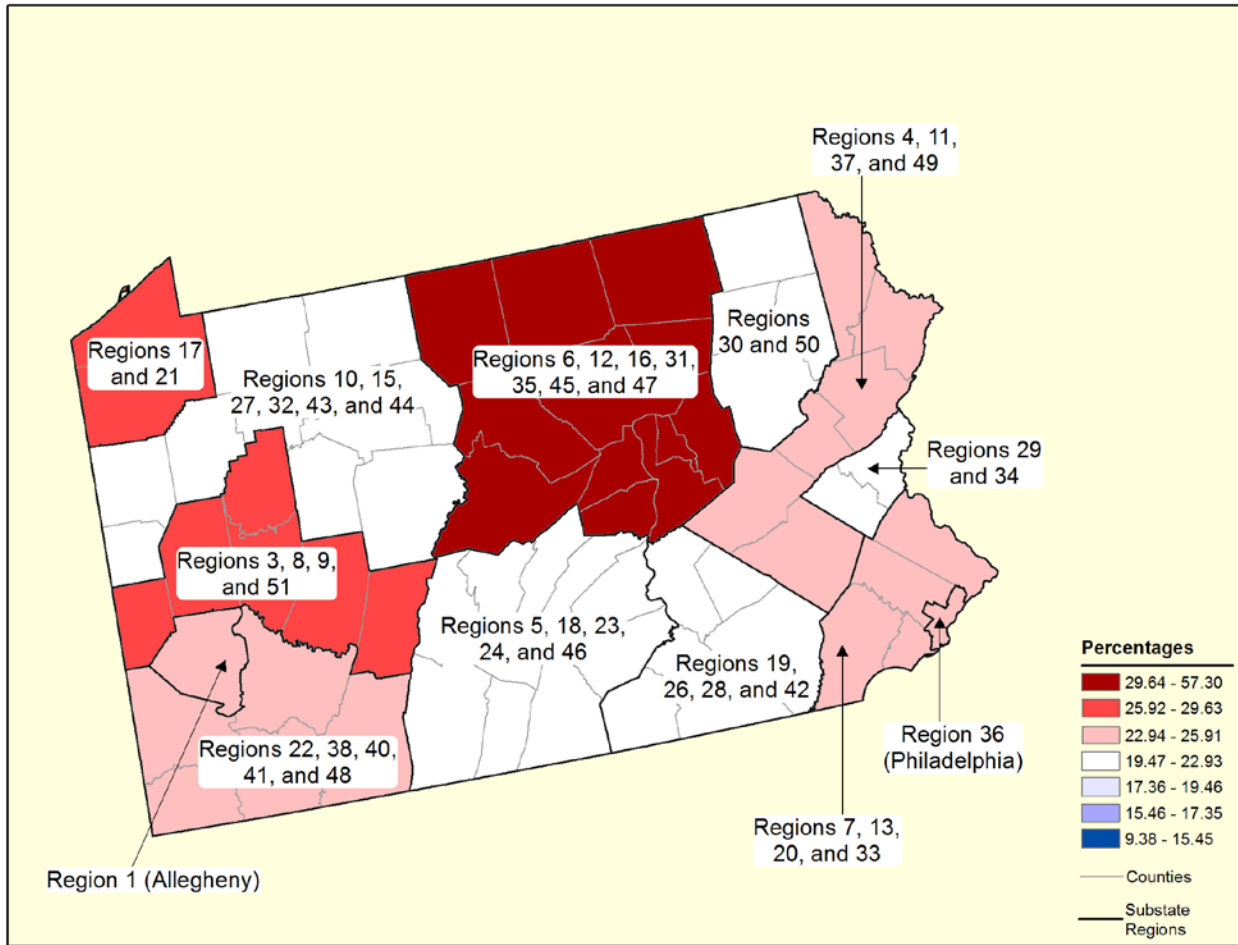 Regions 4, 11,
37, and 49
Regions 17
and 21
Regions 10, 15,
27, 32, 43, and 44
Regions 6, 12, 16, 31,
35, 45, and 47
Regions
30 and 50
Regions 29
and 34
Regions 3, 8, 9,
and 51
Regions 5, 18, 23,
24, and 46
Regions 19,
26, 28, and 42
Regions 22, 38, 40,
41, and 48
Region 36
(Philadelphia)
Regions 7, 13,
20, and 33
Region 1 (Allegheny)
Percentages
29.64 - 57.30
25.92 - 29.63
22.94 - 25.91
19.47 - 22.93
17.36 - 19.46
15.46 - 17.35
9.38 - 15.45
Counties
Substate
Regions